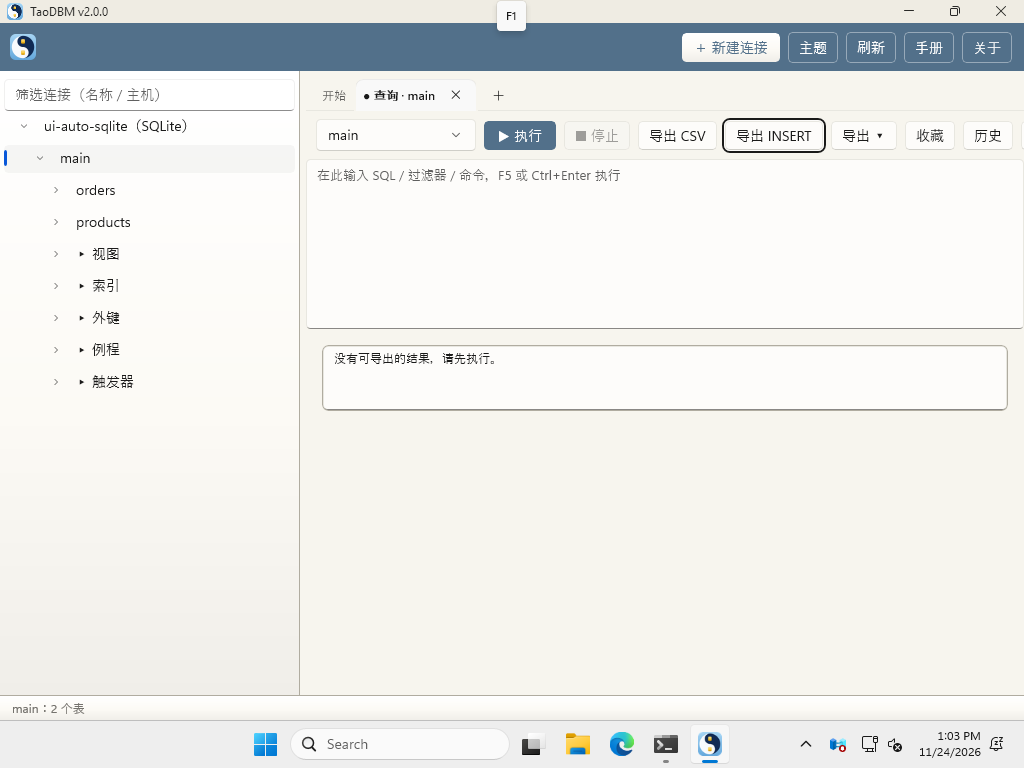 TaoDBM v2.0.0
F1
+ 新建连接
主题
刷新
手册
关于
筛选连接（名称 / 主机）
ui-auto-sqlite（SQLite）
main
orders
products
视图
索引
外键
例程
触发器
开始
● 查询 · main
main
执行
停止
导出 CSV
导出 INSERT
导出
收藏
历史
在此输入 SQL / 过滤器 / 命令，F5 或 Ctrl+Enter 执行
没有可导出的结果，请先执行。
main：2 个表
Search
1:03 PM
11/24/2026